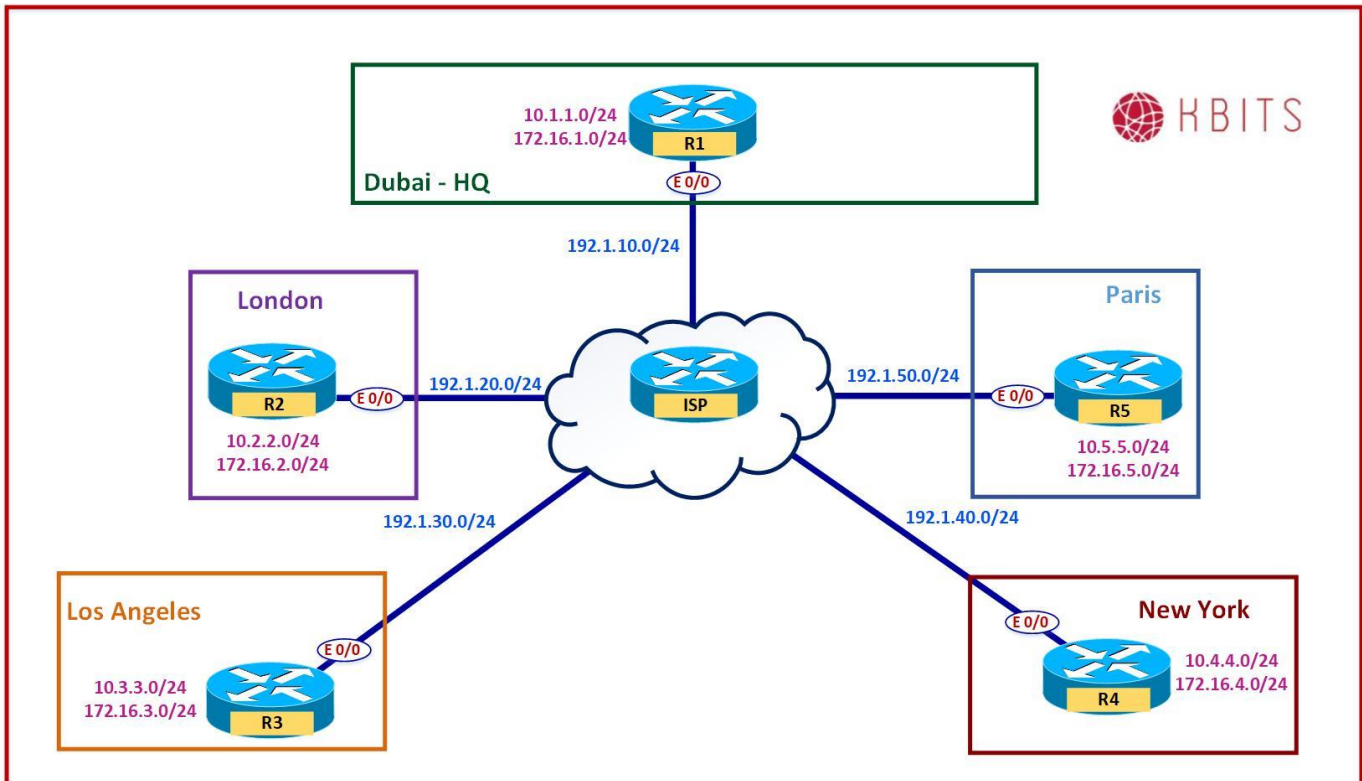 10.1.1.0/24
172.16.1.0/24
R1
E 0/0
Dubai - HQ
KBITS
192.1.10.0/24
London
R2
E 0/0
10.2.2.0/24
172.16.2.0/24
192.1.20.0/24
ISP
192.1.50.0/24
Paris
E 0/0
R5
10.5.5.0/24
172.16.5.0/24
192.1.30.0/24
192.1.40.0/24
Los Angeles
E 0/0
10.3.3.0/24
172.16.3.0/24
R3
New York
E 0/0
R4
10.4.4.0/24
172.16.4.0/24